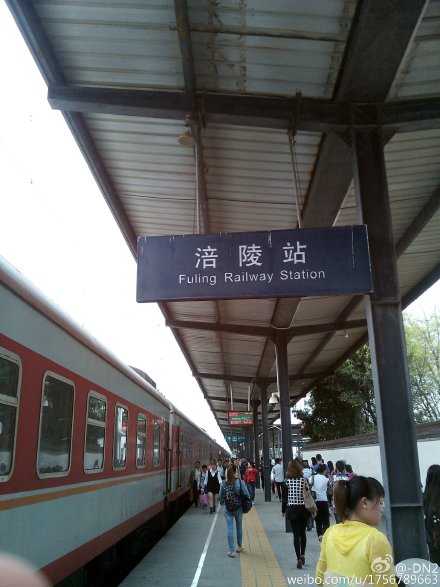 涪陵站
Fuling Railway Station
@-DN2
weibo.com/u/1756789663